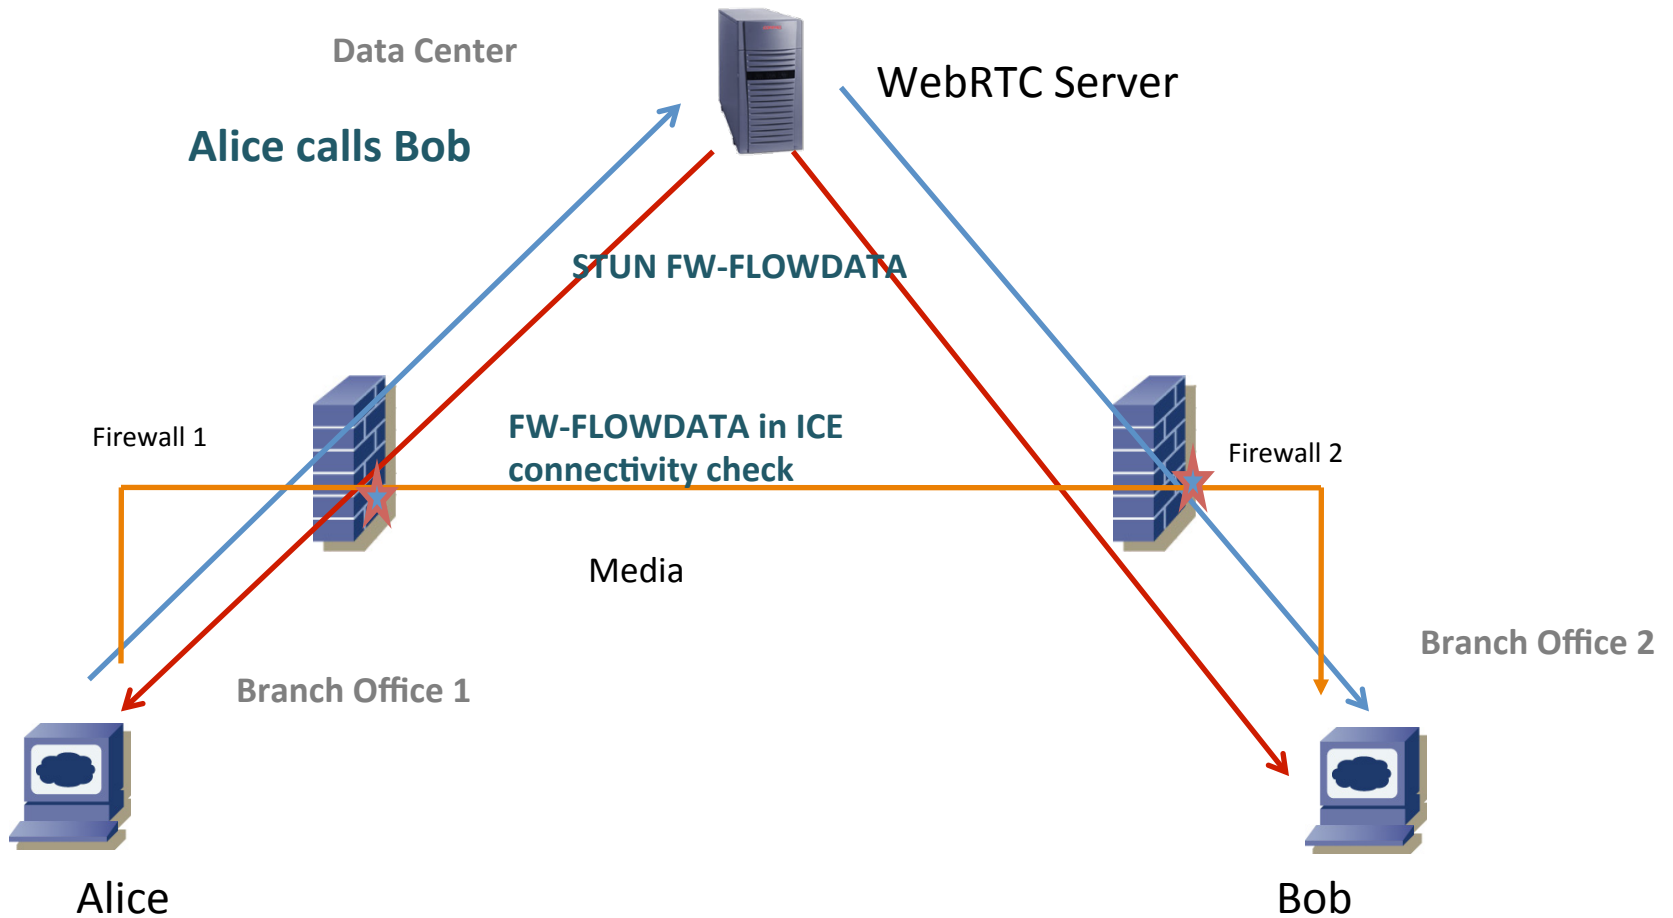 Data Center
WebRTC Server
Alice calls Bob
STUN FW-FLOWDATA
Firewall 1
FW-FLOWDATA in ICE
connectivity check
Firewall 2
Media
Branch Office 2
Branch Office 1
Alice
Bob